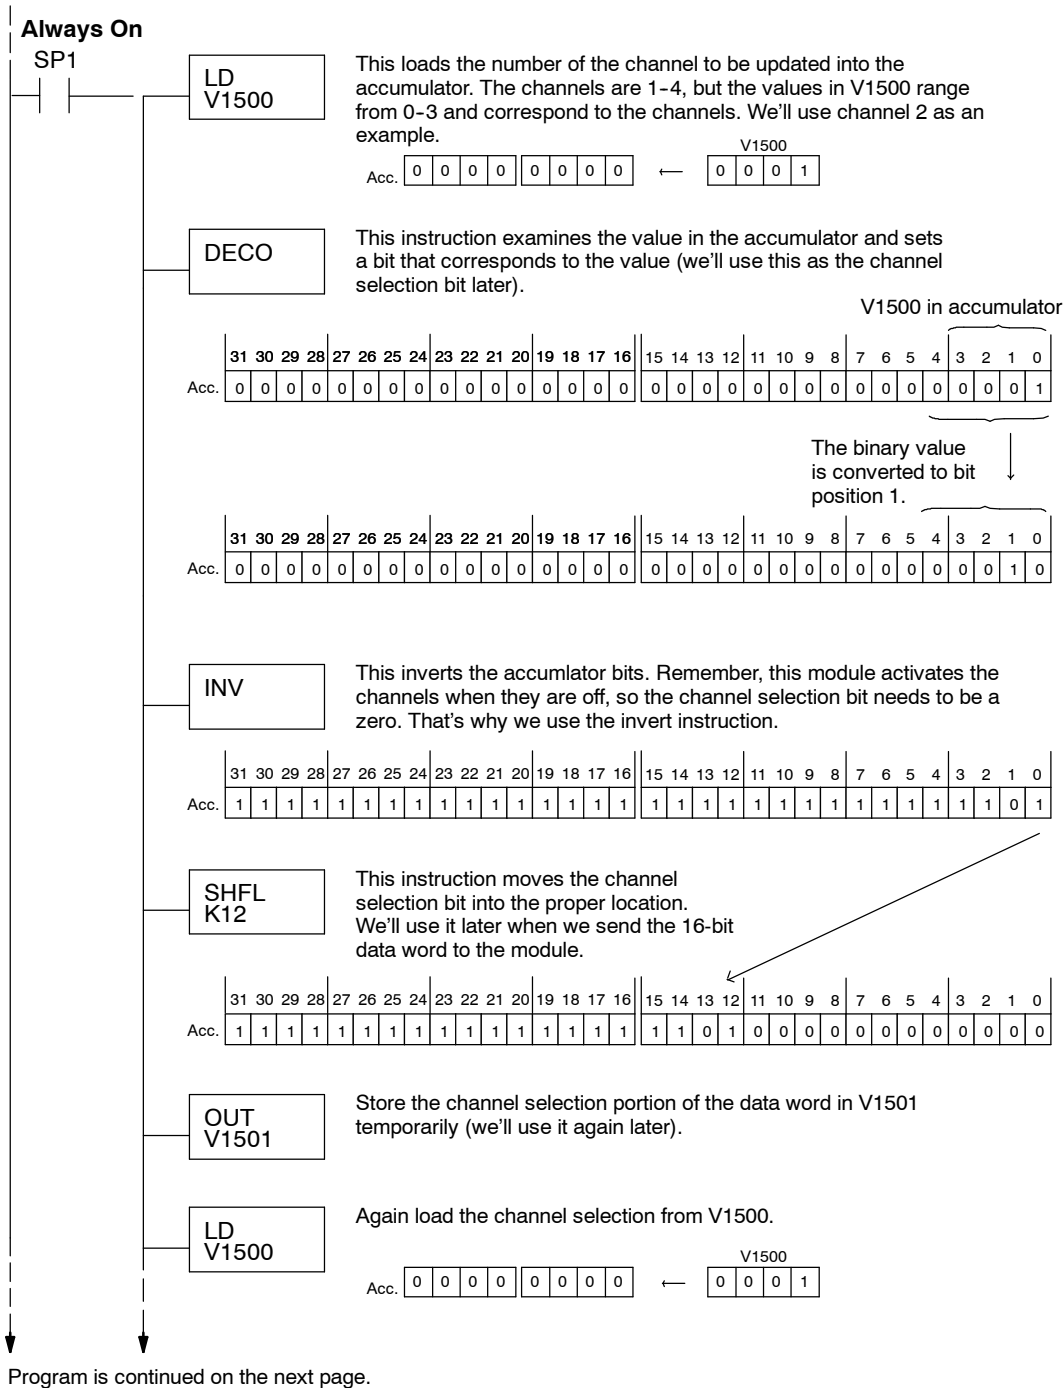 Always On
SP1
LD
V1500
This loads the number of the channel to be updated into the
accumulator. The channels are 1--4, but the values in V1500 range
from 0--3 and correspond to the channels. We'll use channel 2 as an
example.
V1500
Acc. 0 0 0 0 0 0 0 0 ← 0 0 0 1
DECO
This instruction examines the value in the accumulator and sets
a bit that corresponds to the value (we'll use this as the channel
selection bit later).
V1500 in accumulator
31 30 29 28 27 26 25 24 23 22 21 20 19 18 17 16 15 14 13 12 11 10 9 8 7 6 5 4 3 2 1 0
Acc. 0 0 0 0 0 0 0 0 0 0 0 0 0 0 0 0 0 0 0 0 0 0 0 0 0 0 0 0 0 0 0 1
The binary value
is converted to bit
position 1.
31 30 29 28 27 26 25 24 23 22 21 20 19 18 17 16 15 14 13 12 11 10 9 8 7 6 5 4 3 2 1 0
Acc. 0 0 0 0 0 0 0 0 0 0 0 0 0 0 0 0 0 0 0 0 0 0 0 0 0 0 0 0 0 0 1 0
INV
This inverts the accumlator bits. Remember, this module activates the
channels when they are off, so the channel selection bit needs to be a
zero. That's why we use the invert instruction.
31 30 29 28 27 26 25 24 23 22 21 20 19 18 17 16 15 14 13 12 11 10 9 8 7 6 5 4 3 2 1 0
Acc. 1 1 1 1 1 1 1 1 1 1 1 1 1 1 1 1 1 1 1 1 1 1 1 1 1 1 1 1 1 1 0 1
SHFL
K12
This instruction moves the channel
selection bit into the proper location.
We'll use it later when we send the 16-bit
data word to the module.
31 30 29 28 27 26 25 24 23 22 21 20 19 18 17 16 15 14 13 12 11 10 9 8 7 6 5 4 3 2 1 0
Acc. 1 1 1 1 1 1 1 1 1 1 1 1 1 1 1 1 1 1 0 1 0 0 0 0 0 0 0 0 0 0 0 0
OUT
V1501
Store the channel selection portion of the data word in V1501
temporarily (we'll use it again later).
LD
V1500
Again load the channel selection from V1500.
V1500
Acc. 0 0 0 0 0 0 0 0 ← 0 0 0 1
Program is continued on the next page.